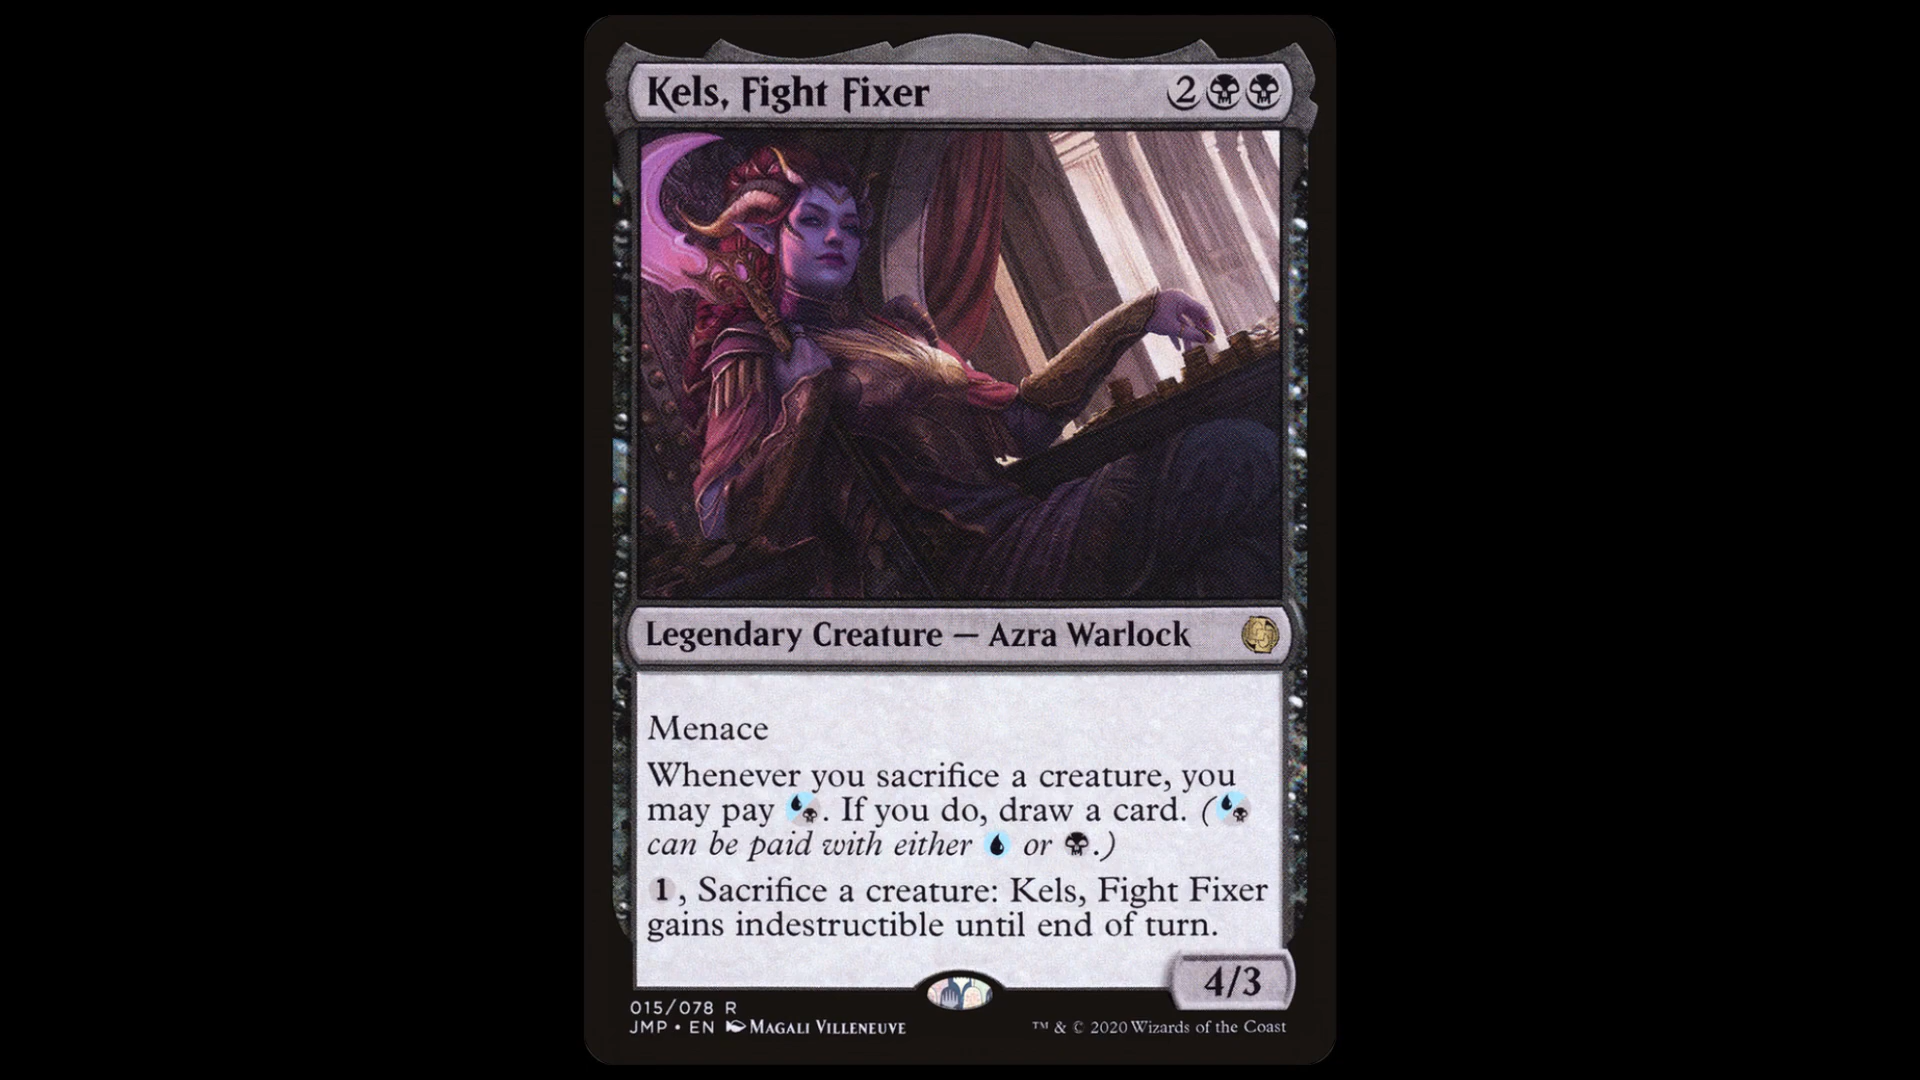 Kels, Fight Fixer 2
Legendary Creature — Azra Warlock
Menace
Whenever you sacrifice a creature, you
may pay . If you do, draw a card. (
can be paid with either or .)
1, Sacrifice a creature: Kels, Fight Fixer
gains indestructible until end of turn.
4/3
015/078 R
JMP • EN MAGALI VILLENEUVE
™ & © 2020 Wizards of the Coast